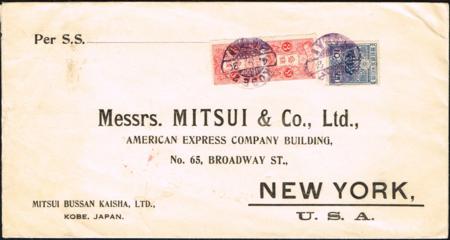 Per S.S.
Messrs. MITSUI & Co., Ltd.,
AMERICAN EXPRESS COMPANY BUILDING,
No. 65, BROADWAY ST.,
NEW YORK,
U. S. A.
MITSUI BUSSAN KAISHA, LTD.,
KOBE, JAPAN.